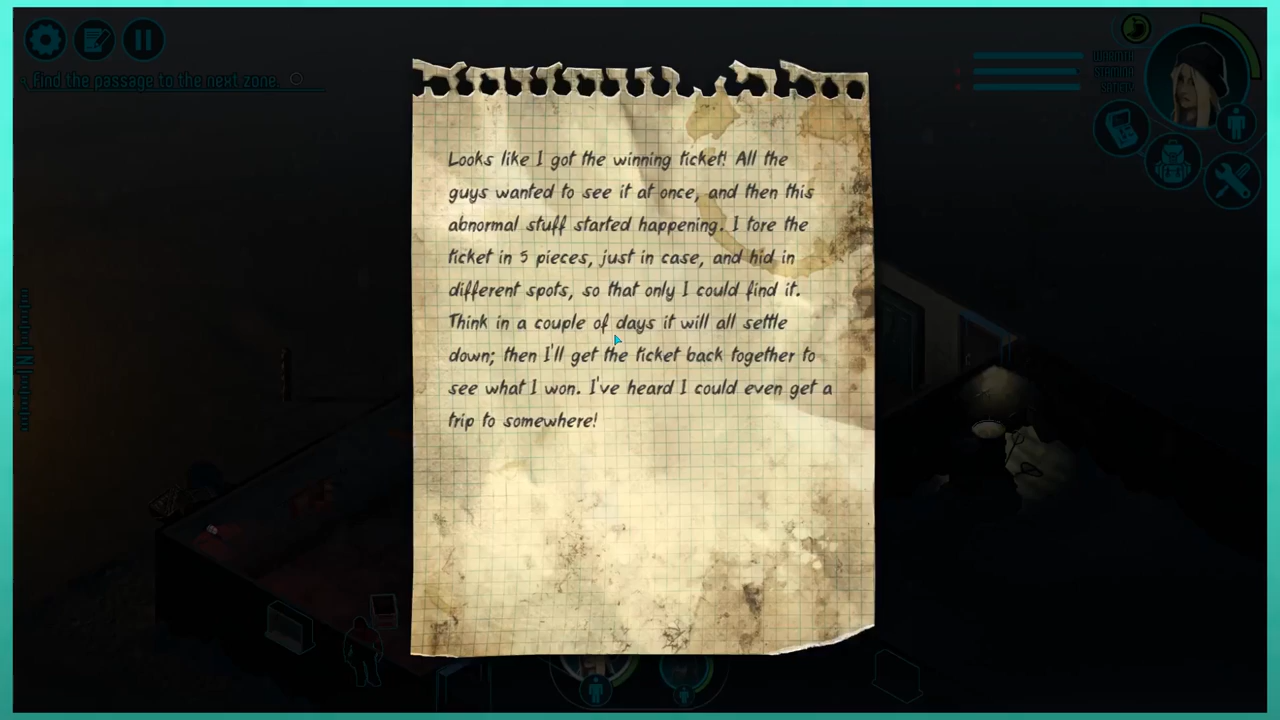 Find the passage to the next zone.
Looks like I got the winning ticket! All the
guys wanted to see it at once, and then this
abnormal stuff started happening. I tore the
ticket in 5 pieces, just in case, and hid in
different spots, so that only I could find it.
Think in a couple of days it will all settle
down; then I'll get the ticket back together to
see what I won. I've heard I could even get a
trip to somewhere!
N